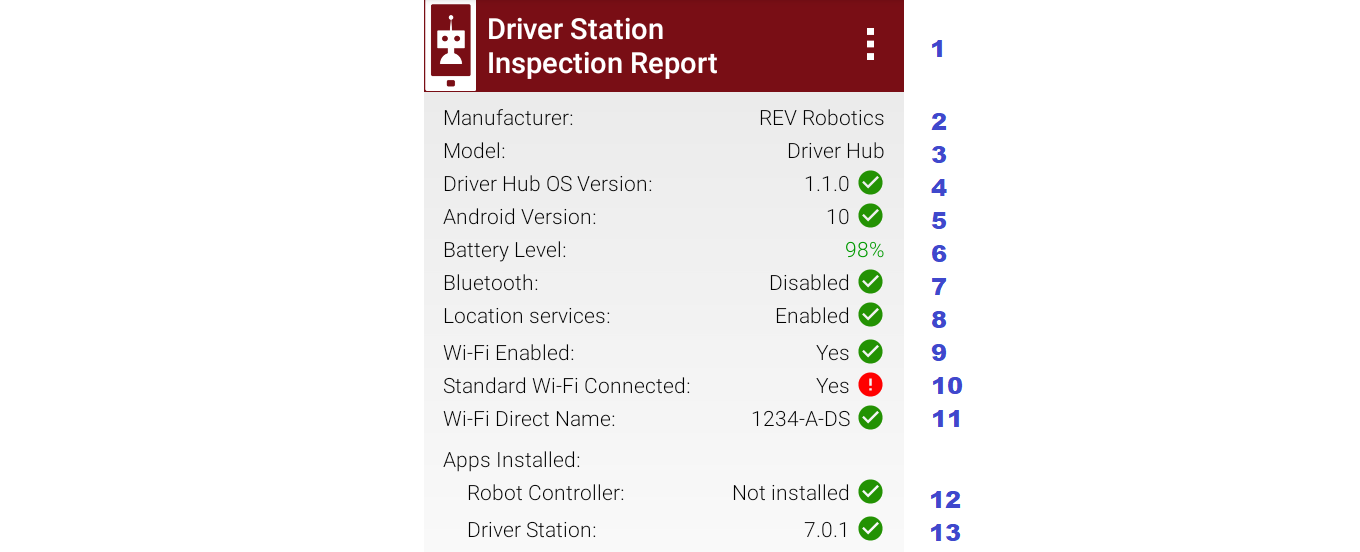 Driver Station
Inspection Report 1
Manufacturer: REV Robotics 2
Model: Driver Hub 3
Driver Hub OS Version: 1.1.0 4
Android Version: 10 5
Battery Level: 98% 6
Bluetooth: Disabled 7
Location services: Enabled 8
Wi-Fi Enabled: Yes 9
Standard Wi-Fi Connected: Yes 10
Wi-Fi Direct Name: 1234-A-DS 11
Apps Installed:
Robot Controller: Not installed 12
Driver Station: 7.0.1 13